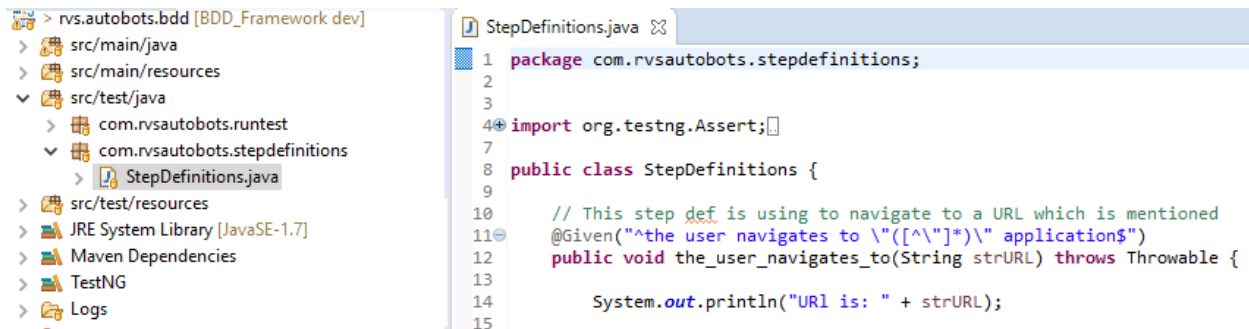 rvs.autobots.bdd [BDD_Framework dev]
src/main/java
src/main/resources
src/test/java
com.rvsautobots.runtest
com.rvsautobots.stepdefinitions
StepDefinitions.java
src/test/resources
JRE System Library [JavaSE-1.7]
Maven Dependencies
TestNG
Logs
StepDefinitions.java
1 package com.rvsautobots.stepdefinitions;
2
3
4 import org.testng.Assert;
7
8 public class StepDefinitions {
9
10 // This step def is using to navigate to a URL which is mentioned
11 @Given("^the user navigates to \"([^\"]*)\" application$")
12 public void the_user_navigates_to(String strURL) throws Throwable {
13
14 System.out.println("URl is: " + strURL);
15